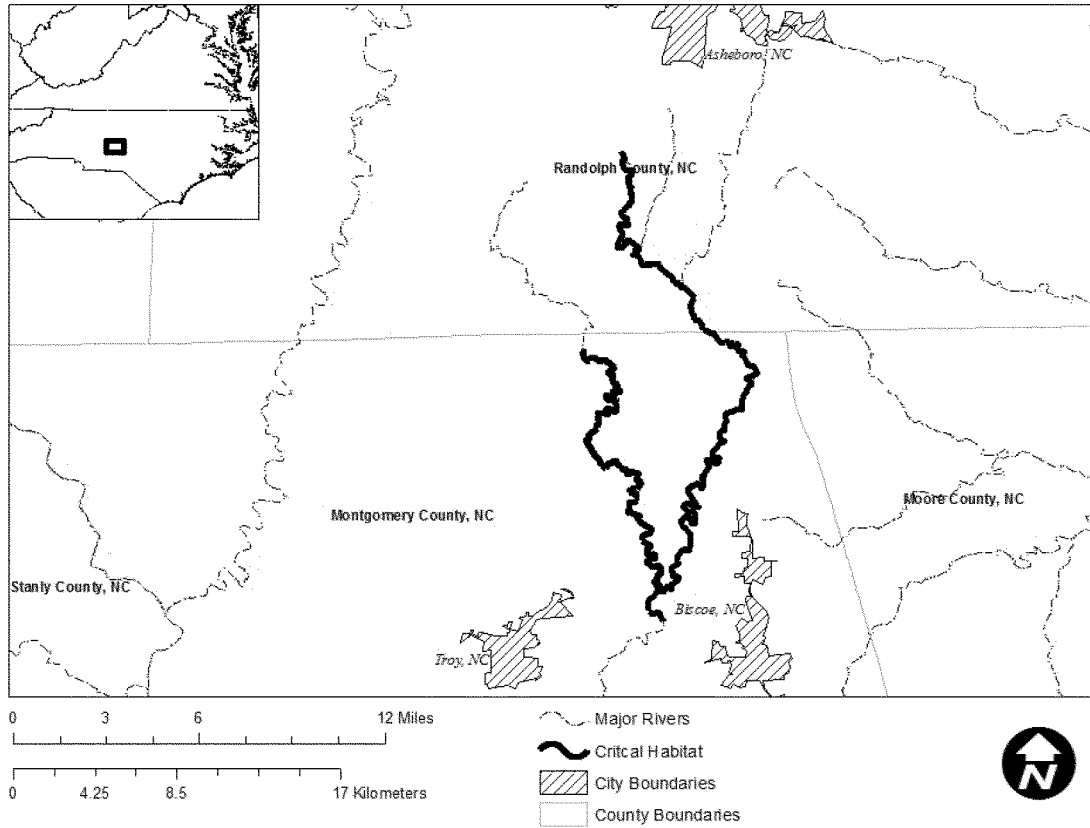 Asheboro, NC
Randolph County, NC
Montgomery County, NC
Moore County, NC
Stanly County, NC
Biscoe, NC
Troy, NC
0 3 6 12 Miles
0 4.25 8.5 17 Kilometers
Major Rivers
Critcal Habitat
City Boundaries
County Boundaries
N